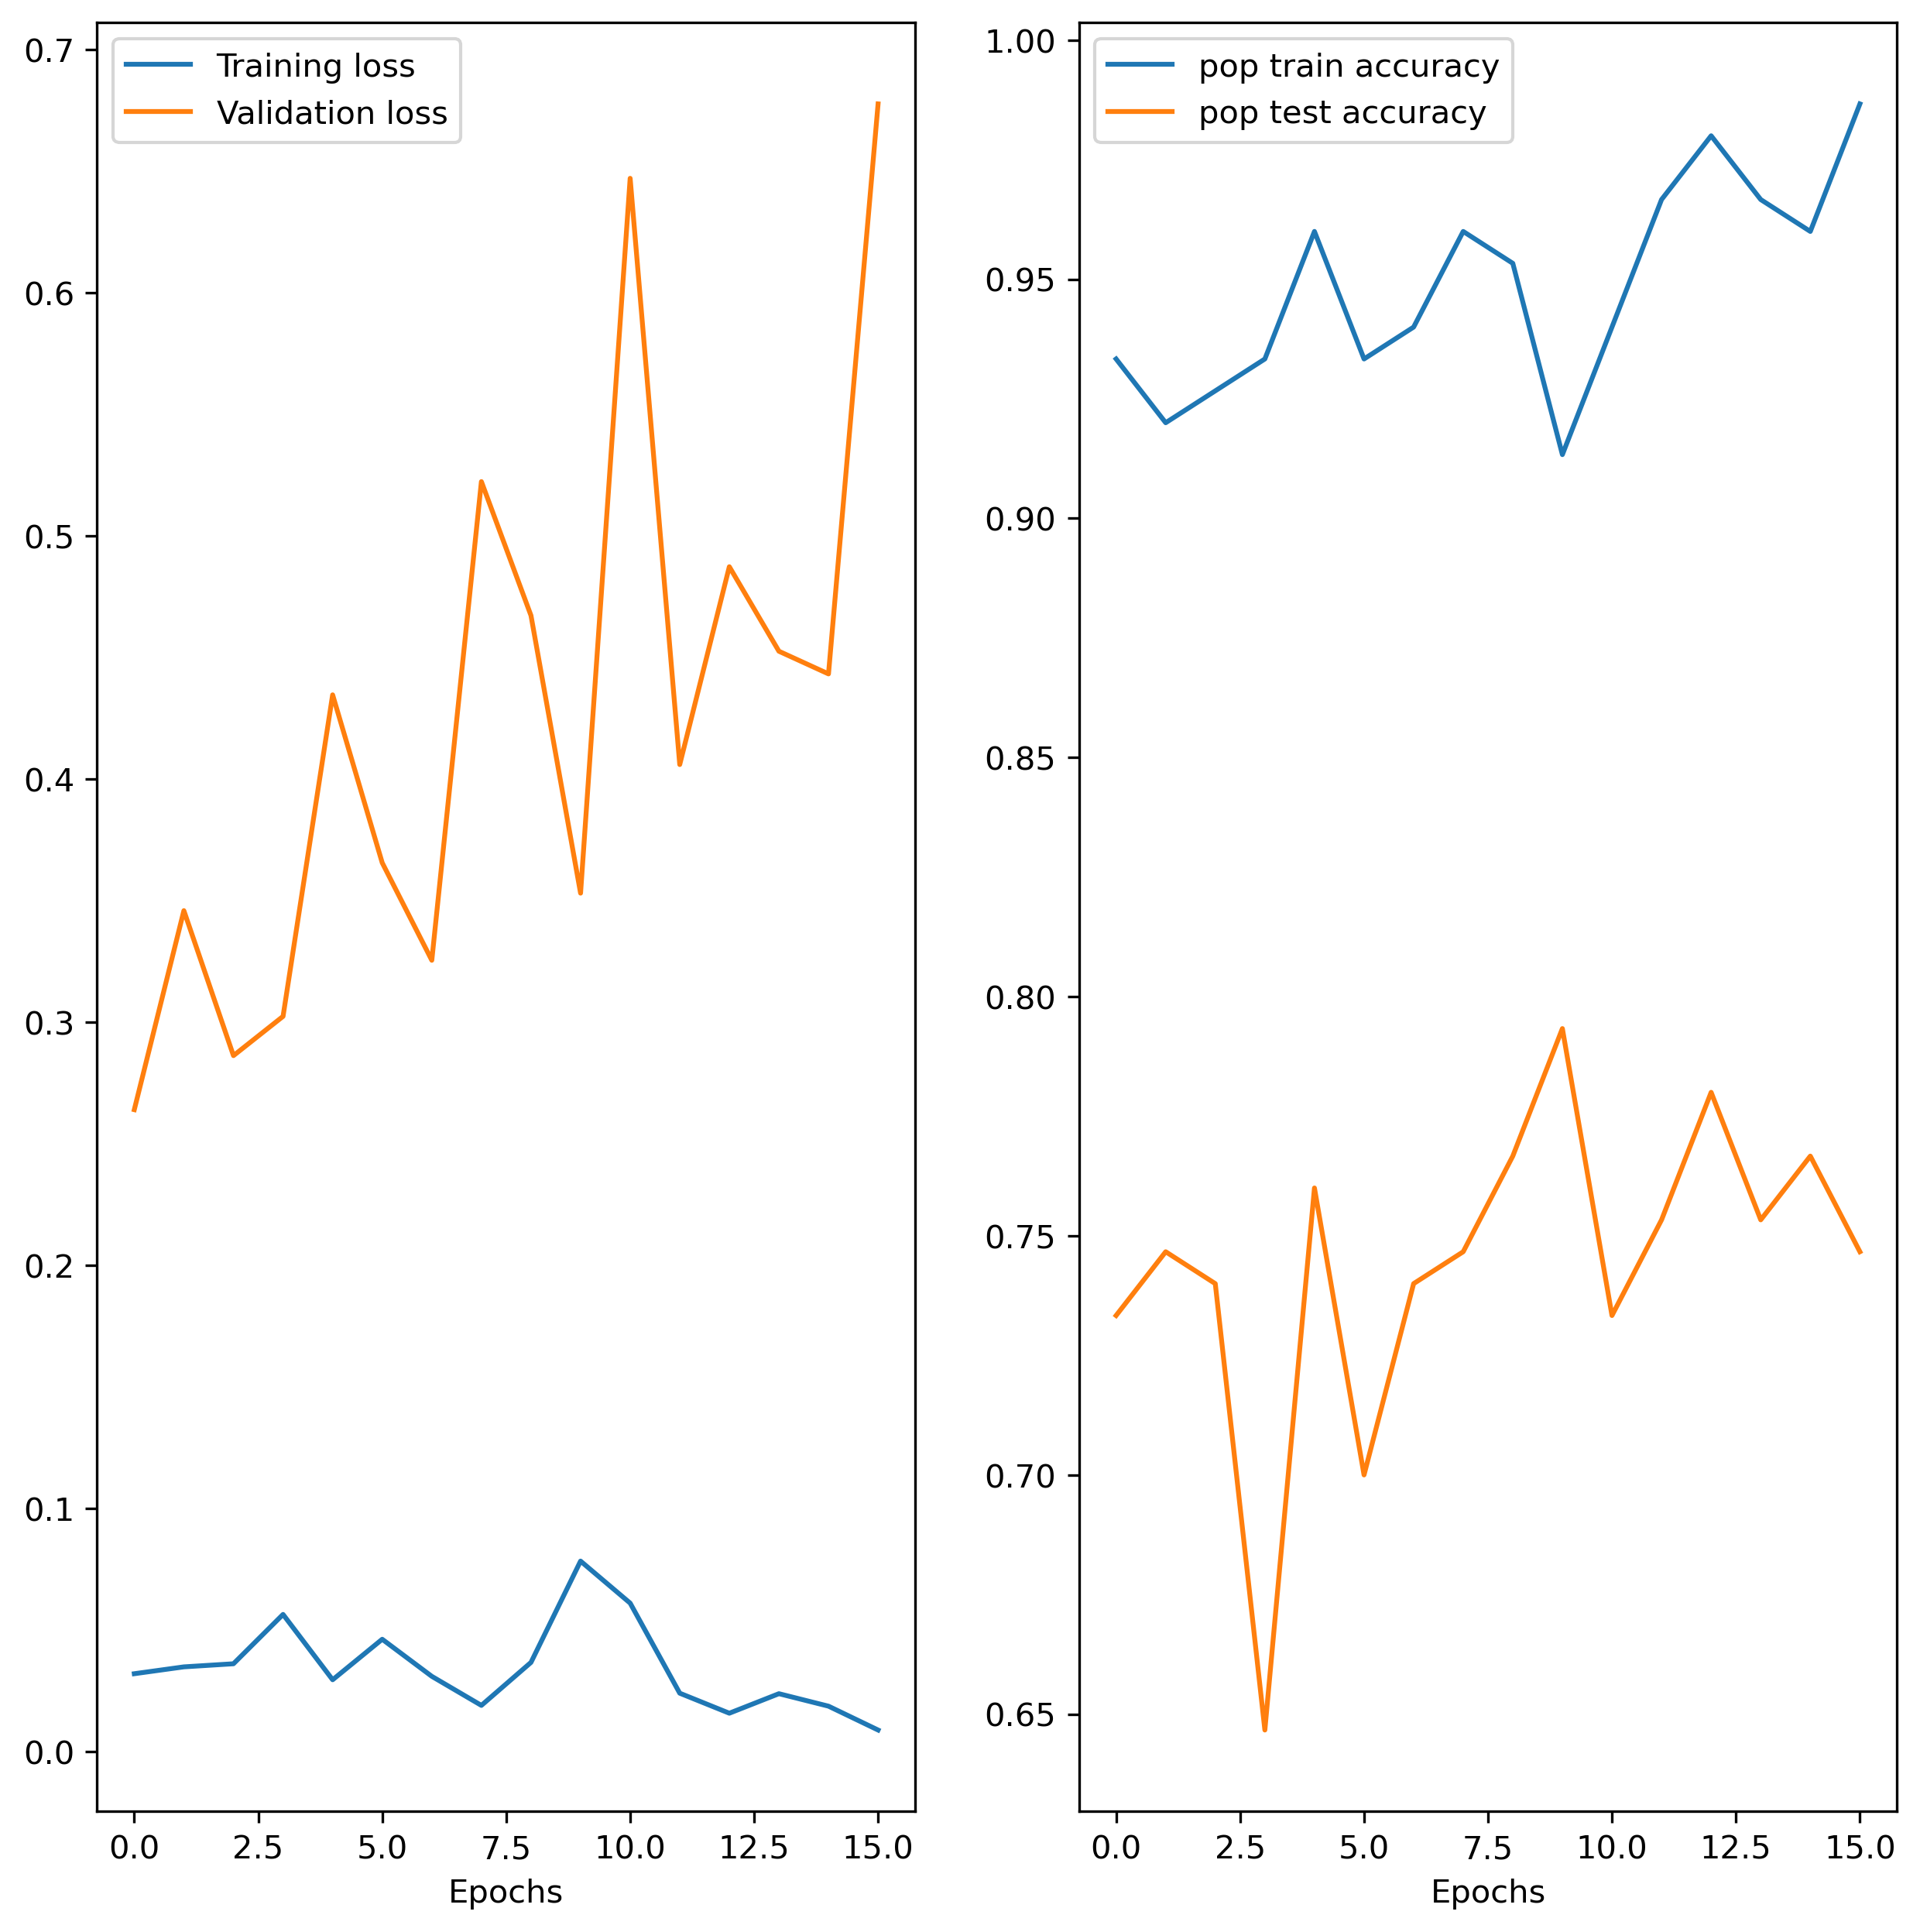 Training loss
Validation loss
0.7
0.6
0.5
0.4
0.3
0.2
0.1
0.0
0.0 2.5 5.0 7.5 10.0 12.5 15.0
Epochs
pop train accuracy
pop test accuracy
1.00
0.95
0.90
0.85
0.80
0.75
0.70
0.65
0.0 2.5 5.0 7.5 10.0 12.5 15.0
Epochs